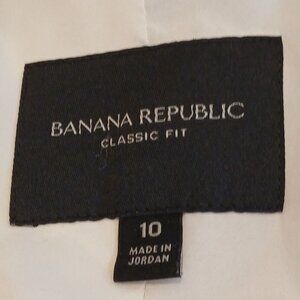 BANANA REPUBLIC
CLASSIC FIT
10
MADE IN
JORDAN